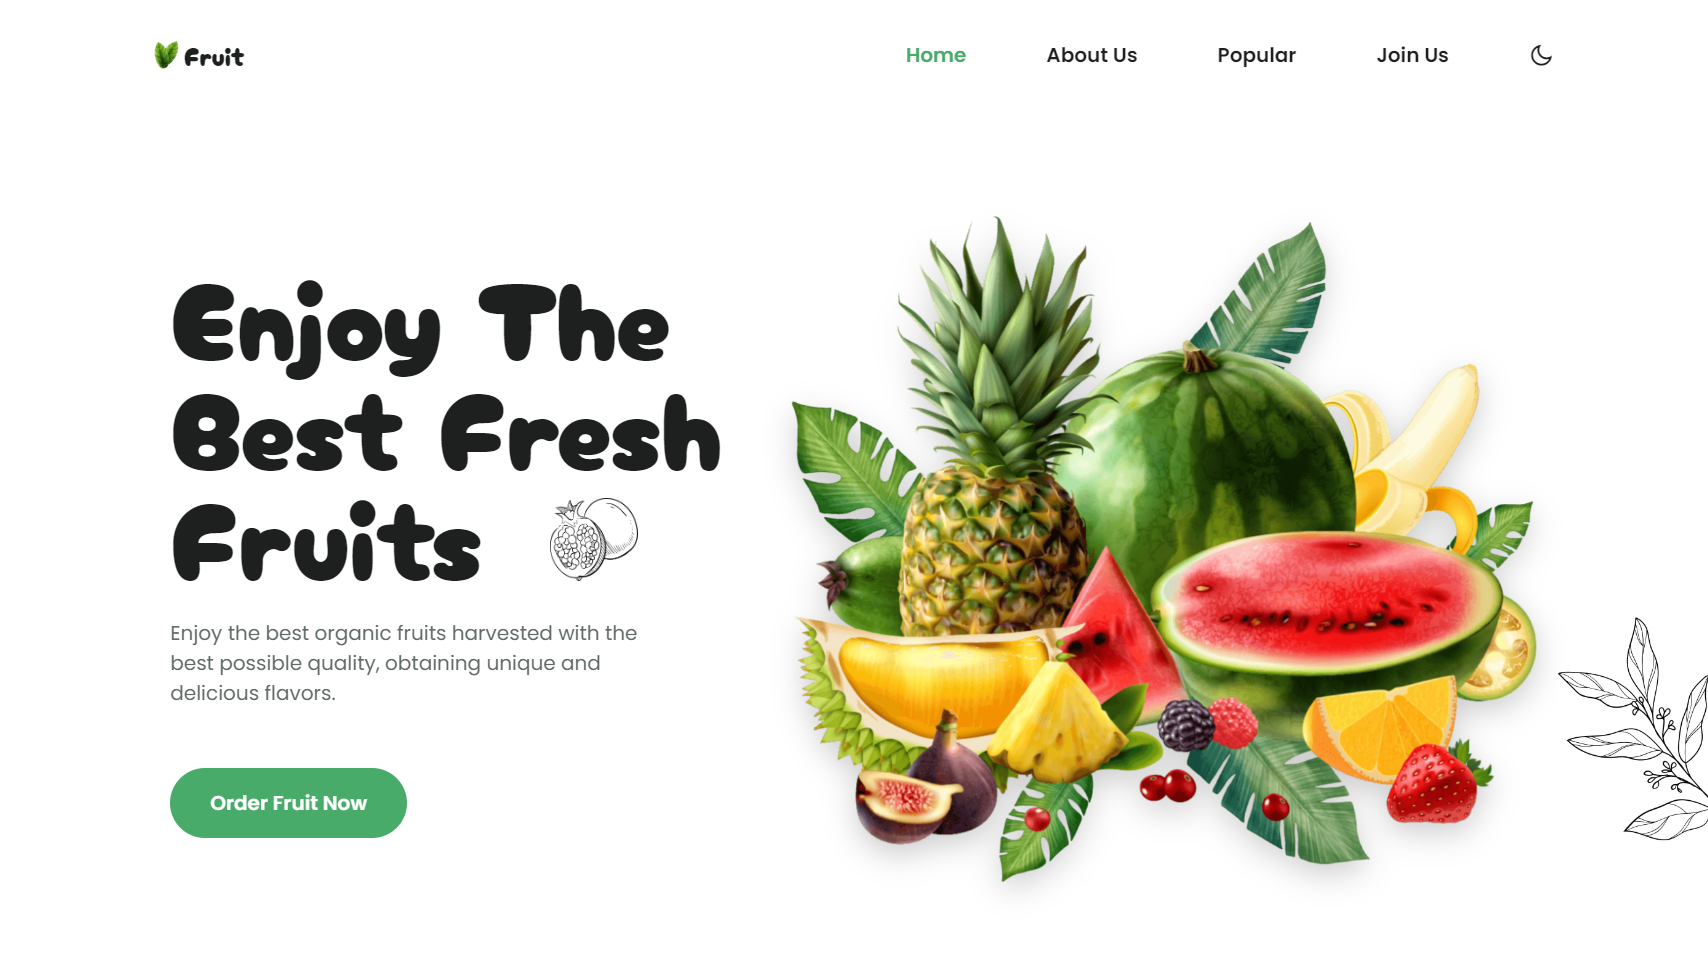 Fruit
Home
About Us
Popular
Join Us
Enjoy The
Best Fresh
Fruits
Enjoy the best organic fruits harvested with the
best possible quality, obtaining unique and
delicious flavors.
Order Fruit Now